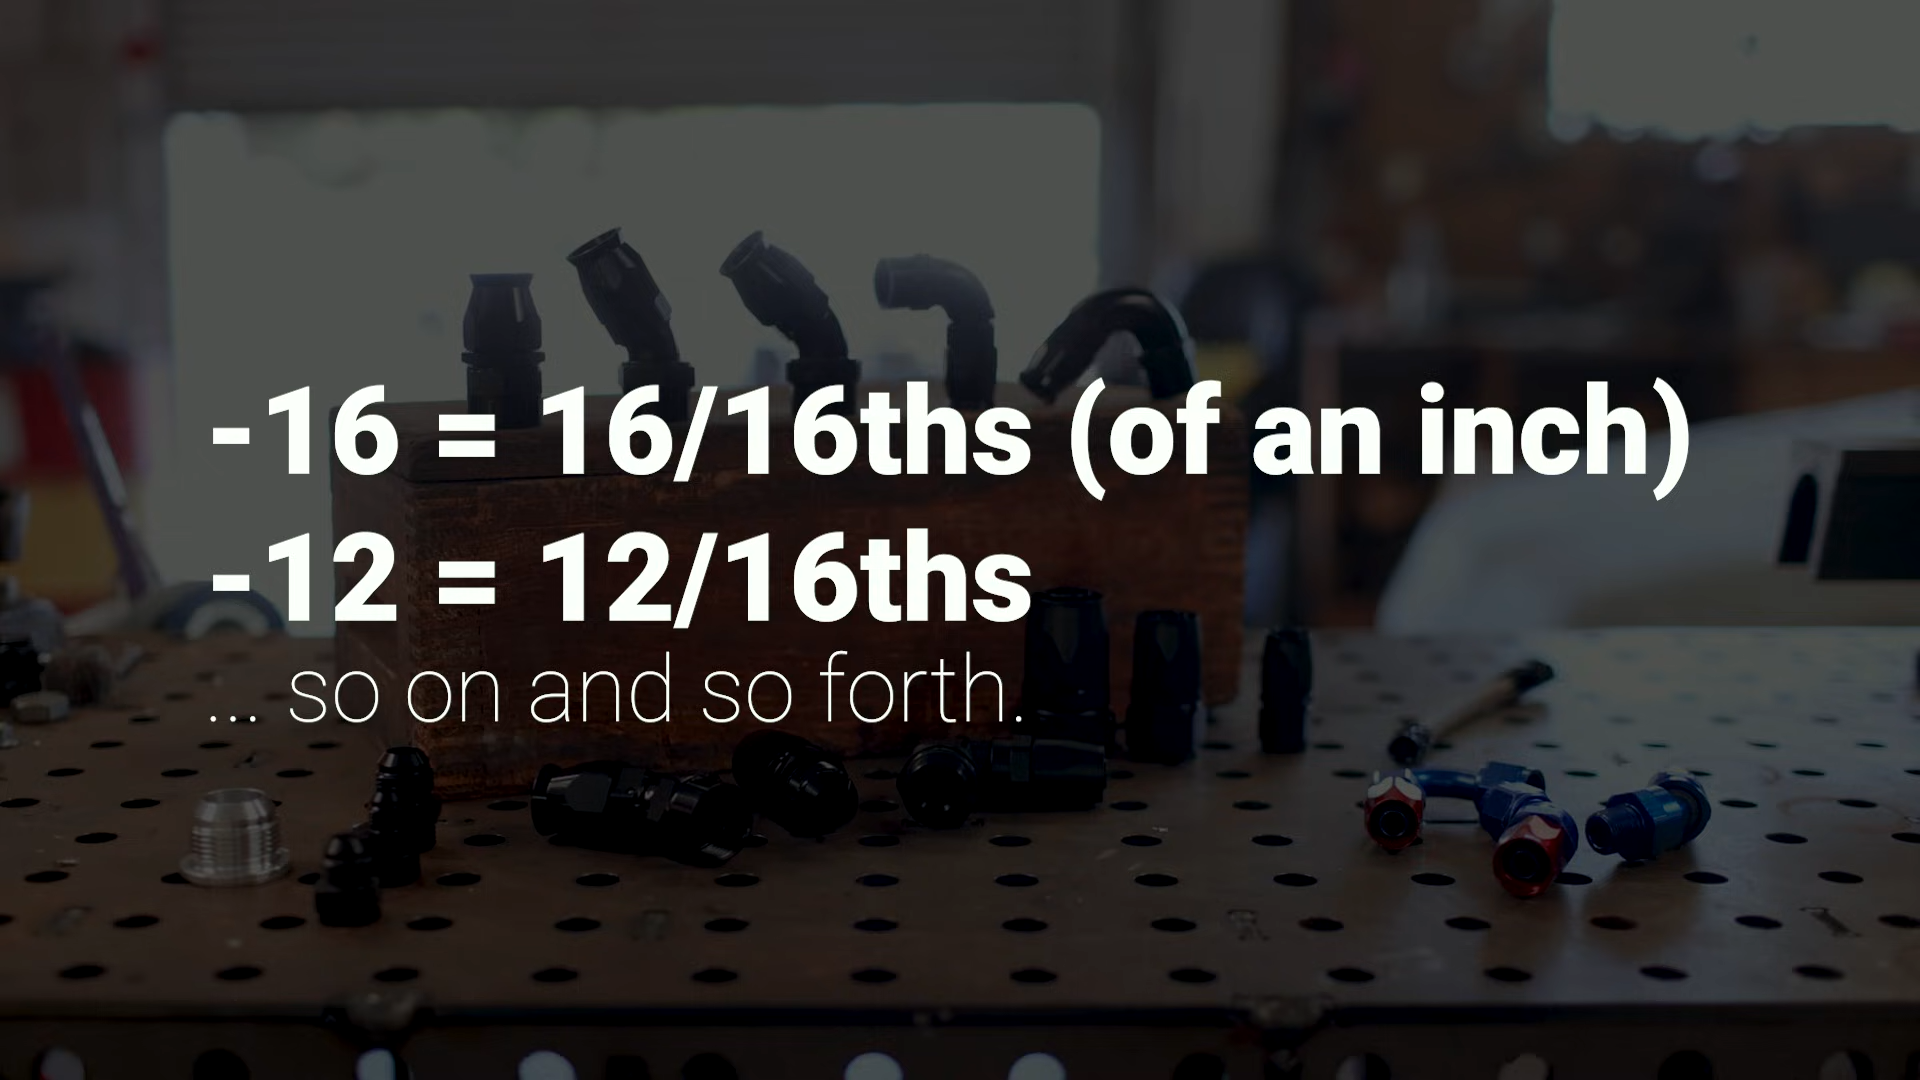 -16 = 16/16ths (of an inch)
-12 = 12/16ths
... so on and so forth.